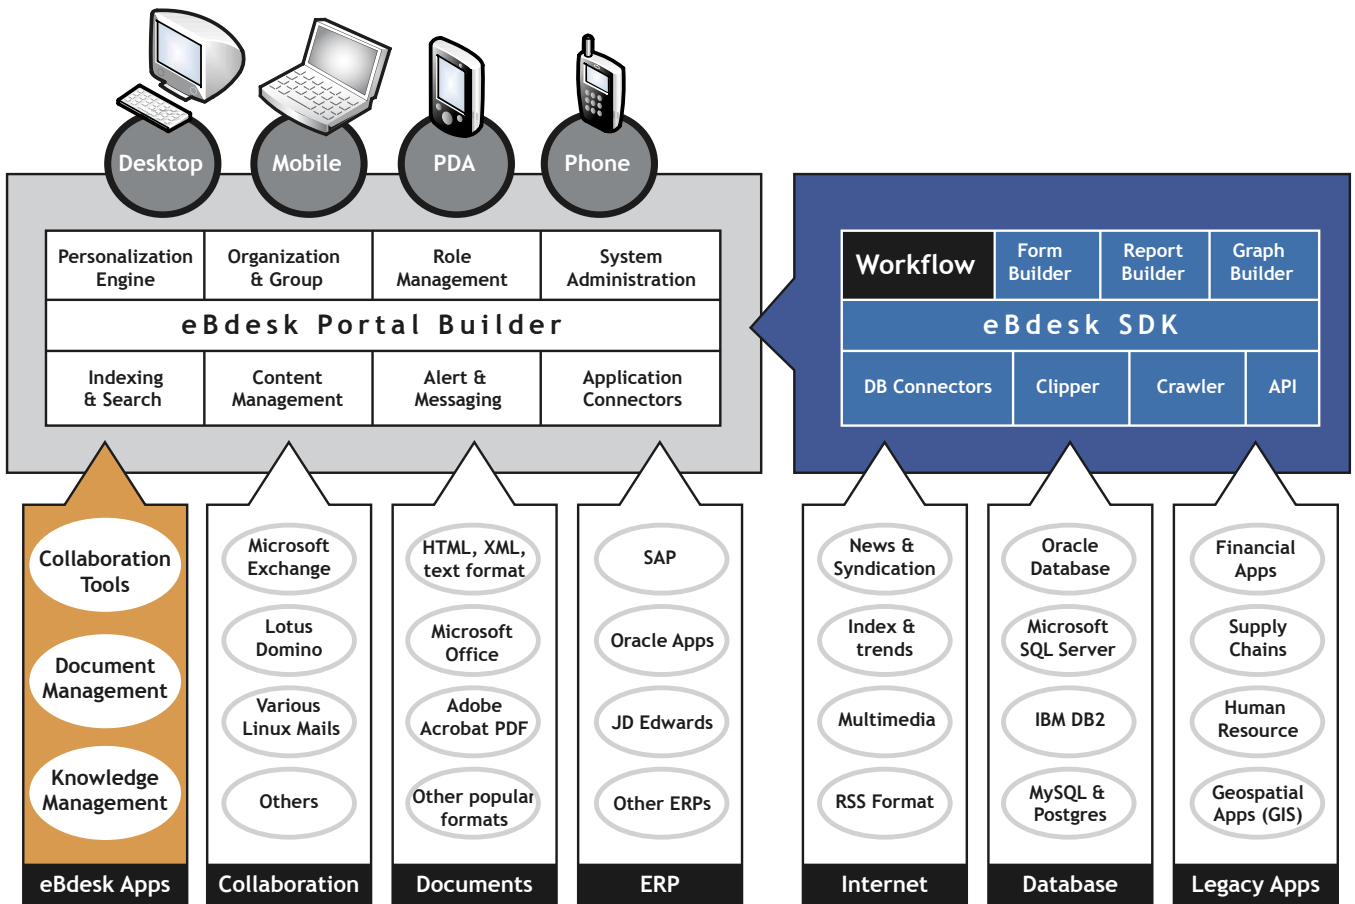 Desktop
Mobile
PDA
Phone
Personalization
Engine
Organization
& Group
Role
Management
System
Administration
eBdesk Portal Builder
Indexing
& Search
Content
Management
Alert &
Messaging
Application
Connectors
Workflow
Form
Builder
Report
Builder
Graph
Builder
eBdesk SDK
DB Connectors
Clipper
Crawler
API
Collaboration
Tools
Document
Management
Knowledge
Management
eBdesk Apps
Microsoft
Exchange
Lotus
Domino
Various
Linux Mails
Others
Collaboration
HTML, XML,
text format
Microsoft
Office
Adobe
Acrobat PDF
Other popular
formats
Documents
SAP
Oracle Apps
JD Edwards
Other ERPs
ERP
News &
Syndication
Index &
trends
Multimedia
RSS Format
Internet
Oracle
Database
Microsoft
SQL Server
IBM DB2
MySQL &
Postgres
Database
Financial
Apps
Supply
Chains
Human
Resource
Geospatial
Apps (GIS)
Legacy Apps